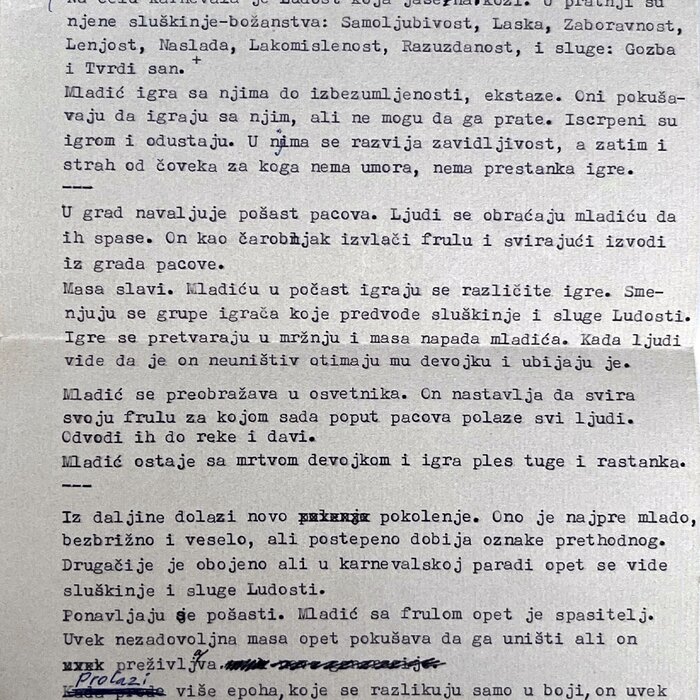 Na čelu karnevala je Ludost koja jaše na kozi. U pratnji su
njene sluškinje-božanstva: Samoljubivost, Laska, Zaboravnost,
Lenjost, Naslada, Lakomislenost, Razuzdanost, i sluge: Gozba
i Tvrdi san. +
Mladić igra sa njima do izbezumljenosti, ekstaze. Oni pokuša-
vaju da igraju sa njim, ali ne mogu da ga prate. Iscrpeni su
igrom i odustaju. U njima se razvija zavidljivost, a zatim i
strah od čoveka za koga nema umora, nema prestanka igre.
---
U grad navaljuje pošast pacova. Ljudi se obraćaju mladiću da
ih spase. On kao čarobnjak izvlači frulu i svirajući izvodi
iz grada pacove.
Masa slavi. Mladiću u počast igraju se različite igre. Sme-
njuju se grupe igrača koje predvode sluškinje i sluge Ludosti.
Igre se pretvaraju u mržnju i masa napada mladića. Kada ljudi
vide da je on neuništiv otimaju mu devojku i ubijaju je.
Mladić se preobražava u osvetnika. On nastavlja da svira
svoju frulu za kojom sada poput pacova polaze svi ljudi.
Odvodi ih do reke i davi.
Mladić ostaje sa mrtvom devojkom i igra ples tuge i rastanka.
---
Iz daljine dolazi novo pokolenje. Ono je najpre mlado,
bezbrižno i veselo, ali postepeno dobija oznake prethodnog.
Drugačije je obojeno ali u karnevalskoj paradi opet se vide
sluškinje i sluge Ludosti.
Ponavljaju se pošasti. Mladić sa frulom opet je spasitelj.
Uvek nezadovoljna masa opet pokušava da ga uništi ali on
preživljava.
Prolazi
Kada prođe više epoha, koje se razlikuju samo u boji, on uvek